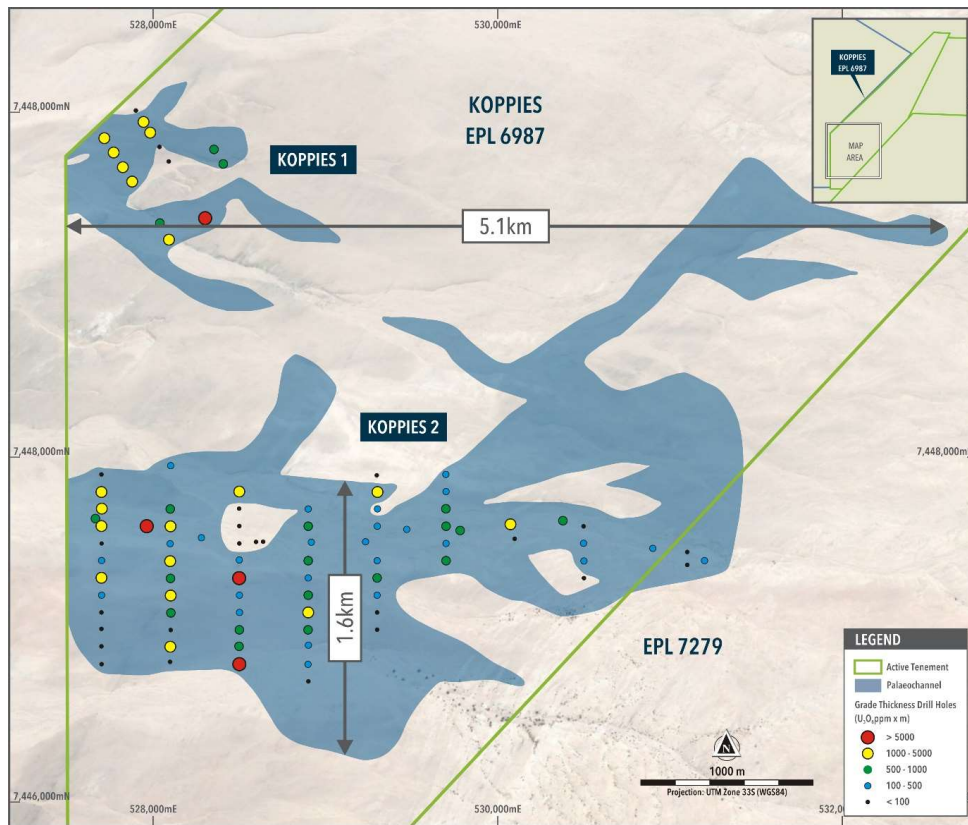 528,000mE
530,000mE
KOPPIES
EPL 6987
MAP
AREA
7,448,000mN
KOPPIES
EPL 6987
KOPPIES 1
5.1km
KOPPIES 2
7,448,000mN
7,448,000mN
1.6km
EPL 7279
LEGEND
Active Tenement
Palaeochannel
Grade Thickness Drill Holes
(U₃O₈ppm x m)
> 5000
1000 - 5000
500 - 1000
100 - 500
< 100
N
1000 m
Projection: UTM Zone 33S (WGS84)
7,446,000mN
528,000mE
530,000mE
532,